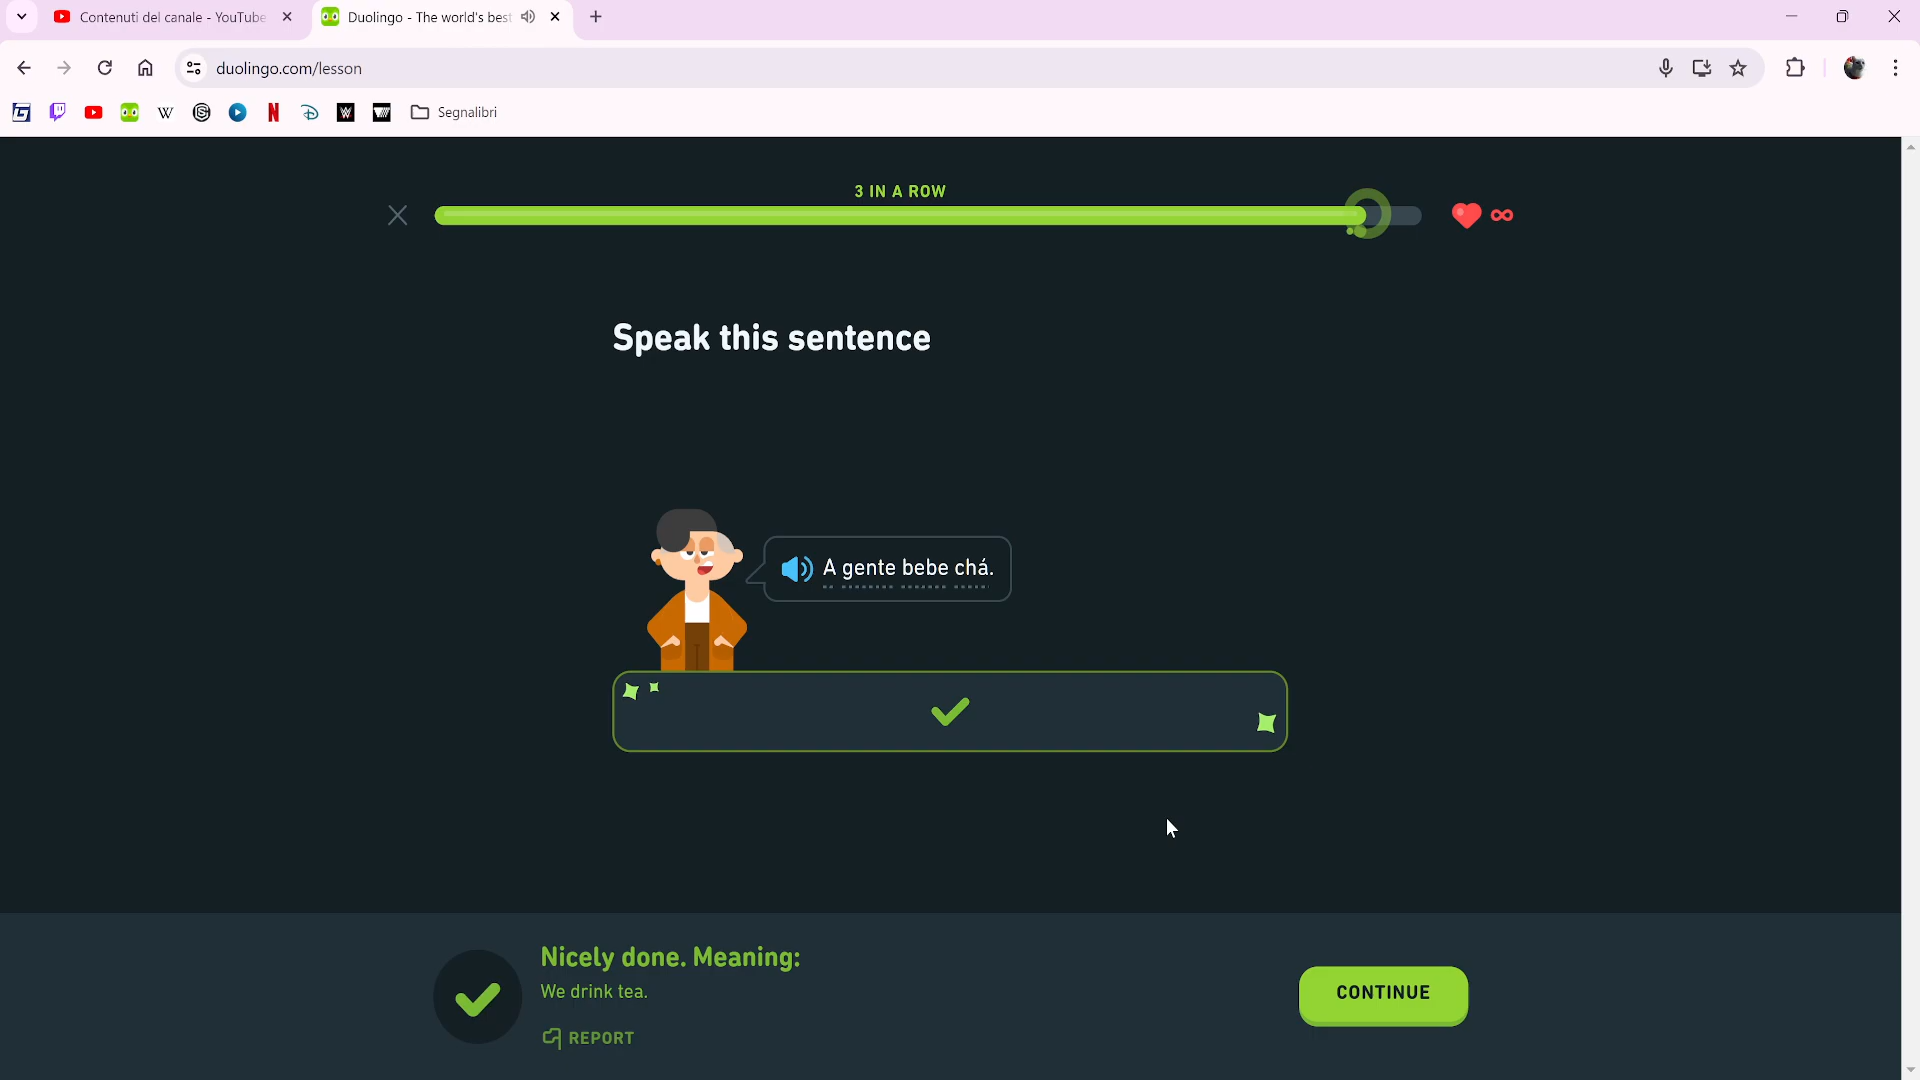 Contenuti del canale - YouTube
Duolingo - The world's best
duolingo.com/lesson
Segnalibri
3 IN A ROW
Speak this sentence
A gente bebe chá.
Nicely done. Meaning:
We drink tea.
CONTINUE
REPORT